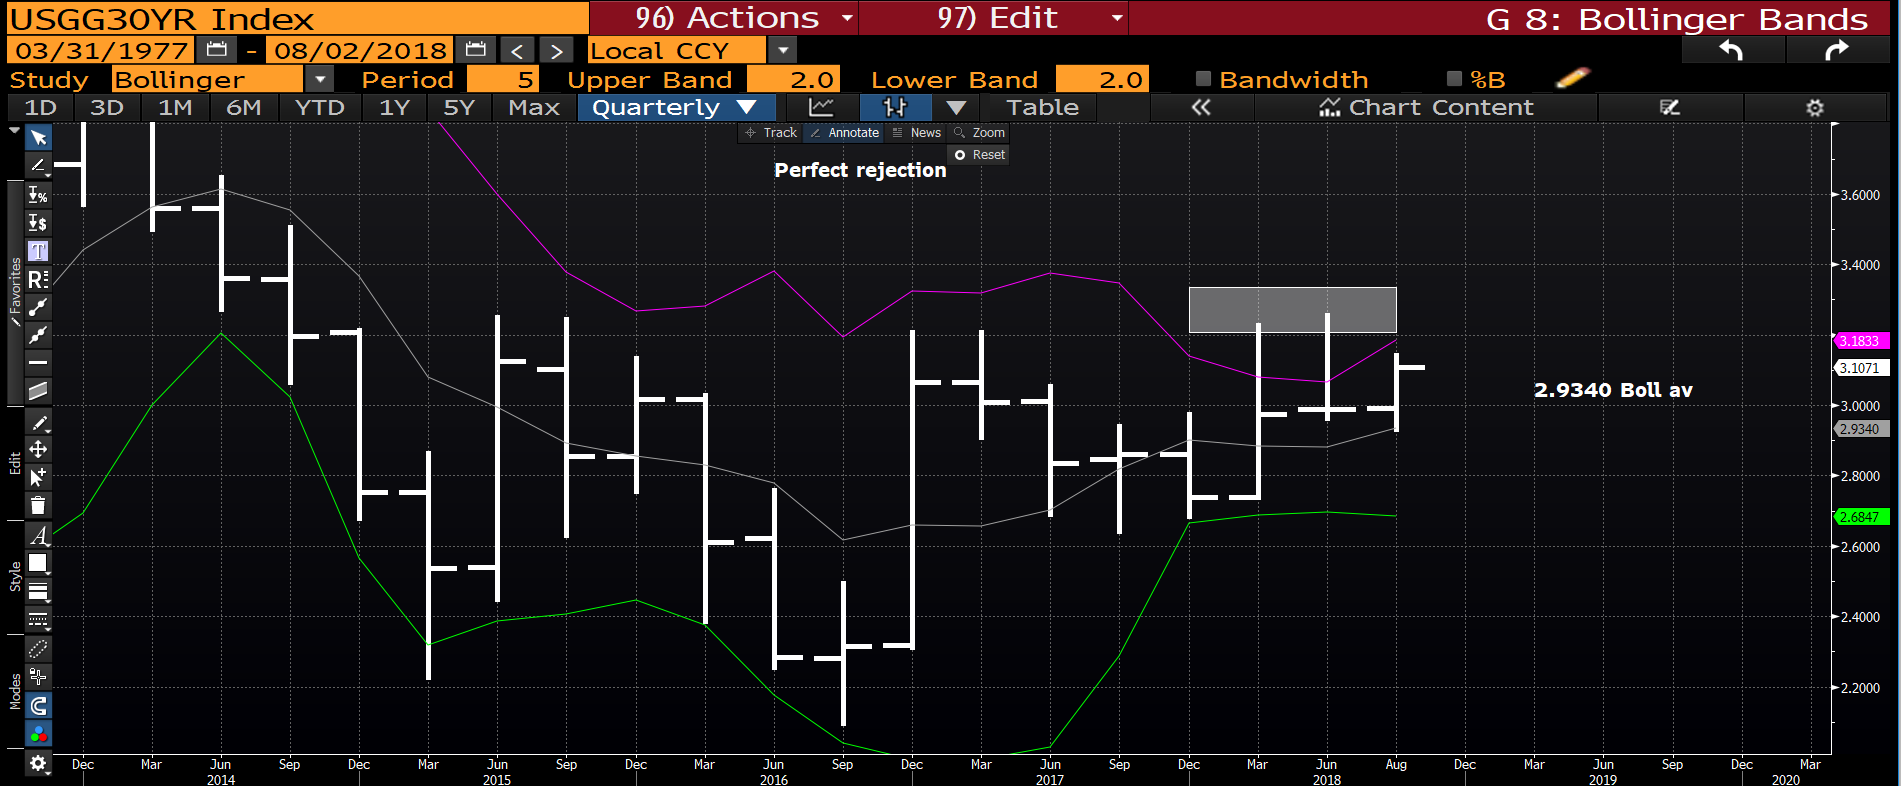 USGG30YR Index 96) Actions 97) Edit G 8: Bollinger Bands
03/31/1977 - 08/02/2018 < > Local CCY
Study Bollinger Period 5 Upper Band 2.0 Lower Band 2.0 Bandwidth %B
1D 3D 1M 6M YTD 1Y 5Y Max Quarterly Table Chart Content
Track Annotate News Zoom
Reset
Perfect rejection
3.6000
3.4000
3.1833
3.1071
2.9340 Boll av
3.0000
2.9340
2.8000
2.6847
2.6000
2.4000
2.2000
Favorites
Edit
Style
Modes
%
$
T
R
A
Dec Mar Jun Sep Dec Mar Jun Sep Dec Mar Jun Sep Dec Mar Jun Sep Dec Mar Jun Aug Dec Mar Jun Sep Dec Mar
2014 2015 2016 2017 2018 2019 2020